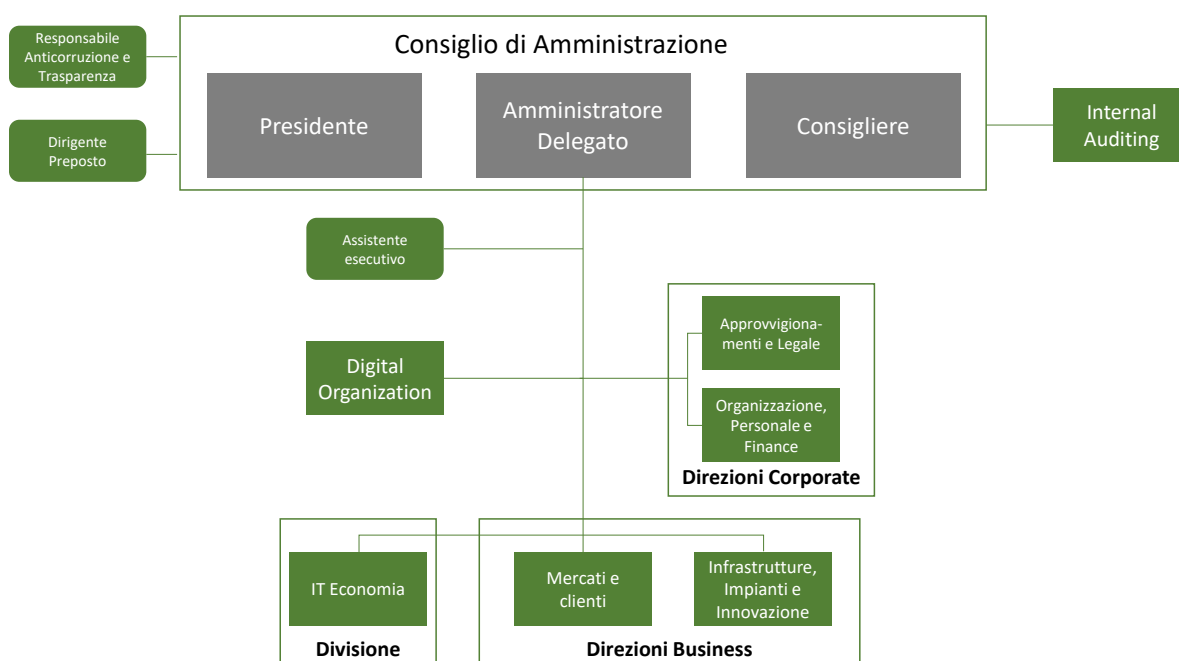 Responsabile
Anticorruzione e
Trasparenza
Consiglio di Amministrazione
Presidente
Amministratore
Delegato
Consigliere
Internal
Auditing
Dirigente
Preposto
Assistente
esecutivo
Approvvigiona-
menti e Legale
Digital
Organization
Organizzazione,
Personale e
Finance
Direzioni Corporate
IT Economia
Mercati e
clienti
Infrastrutture,
Impianti e
Innovazione
Divisione
Direzioni Business